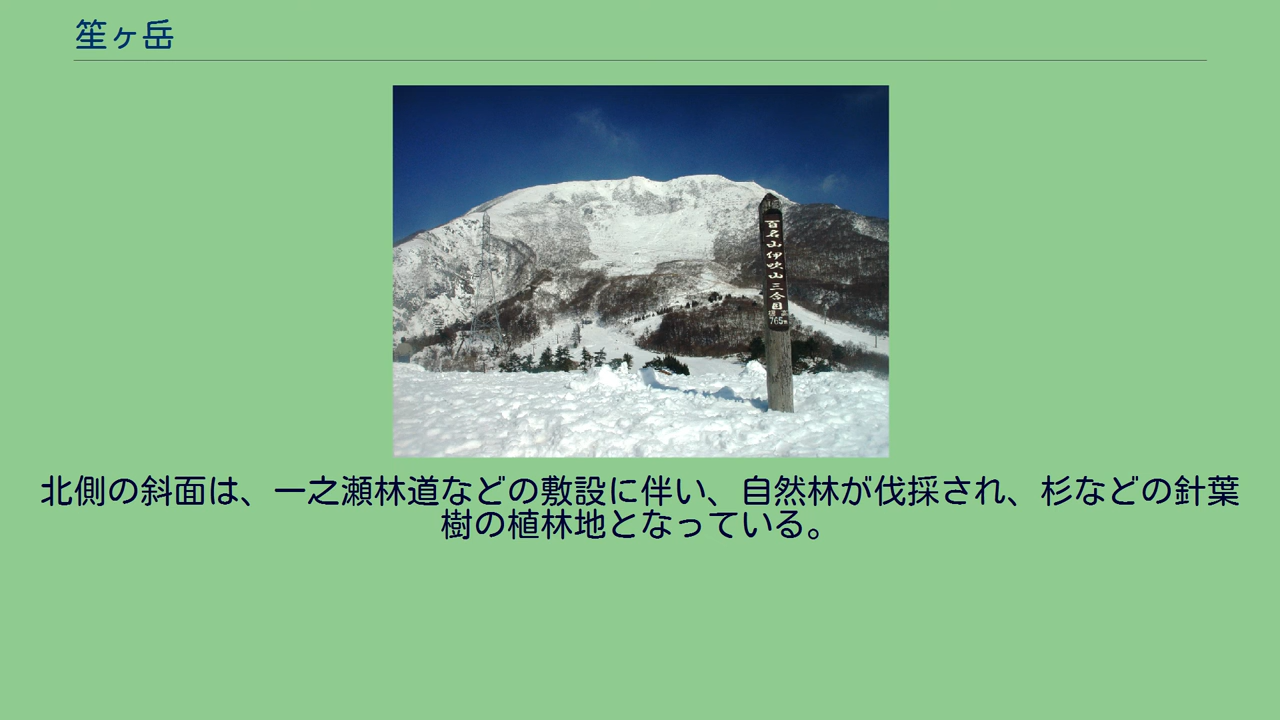 笙ヶ岳
百名山伊吹山三合目
765m
北側の斜面は、一之瀬林道などの敷設に伴い、自然林が伐採され、杉などの針葉
樹の植林地となっている。